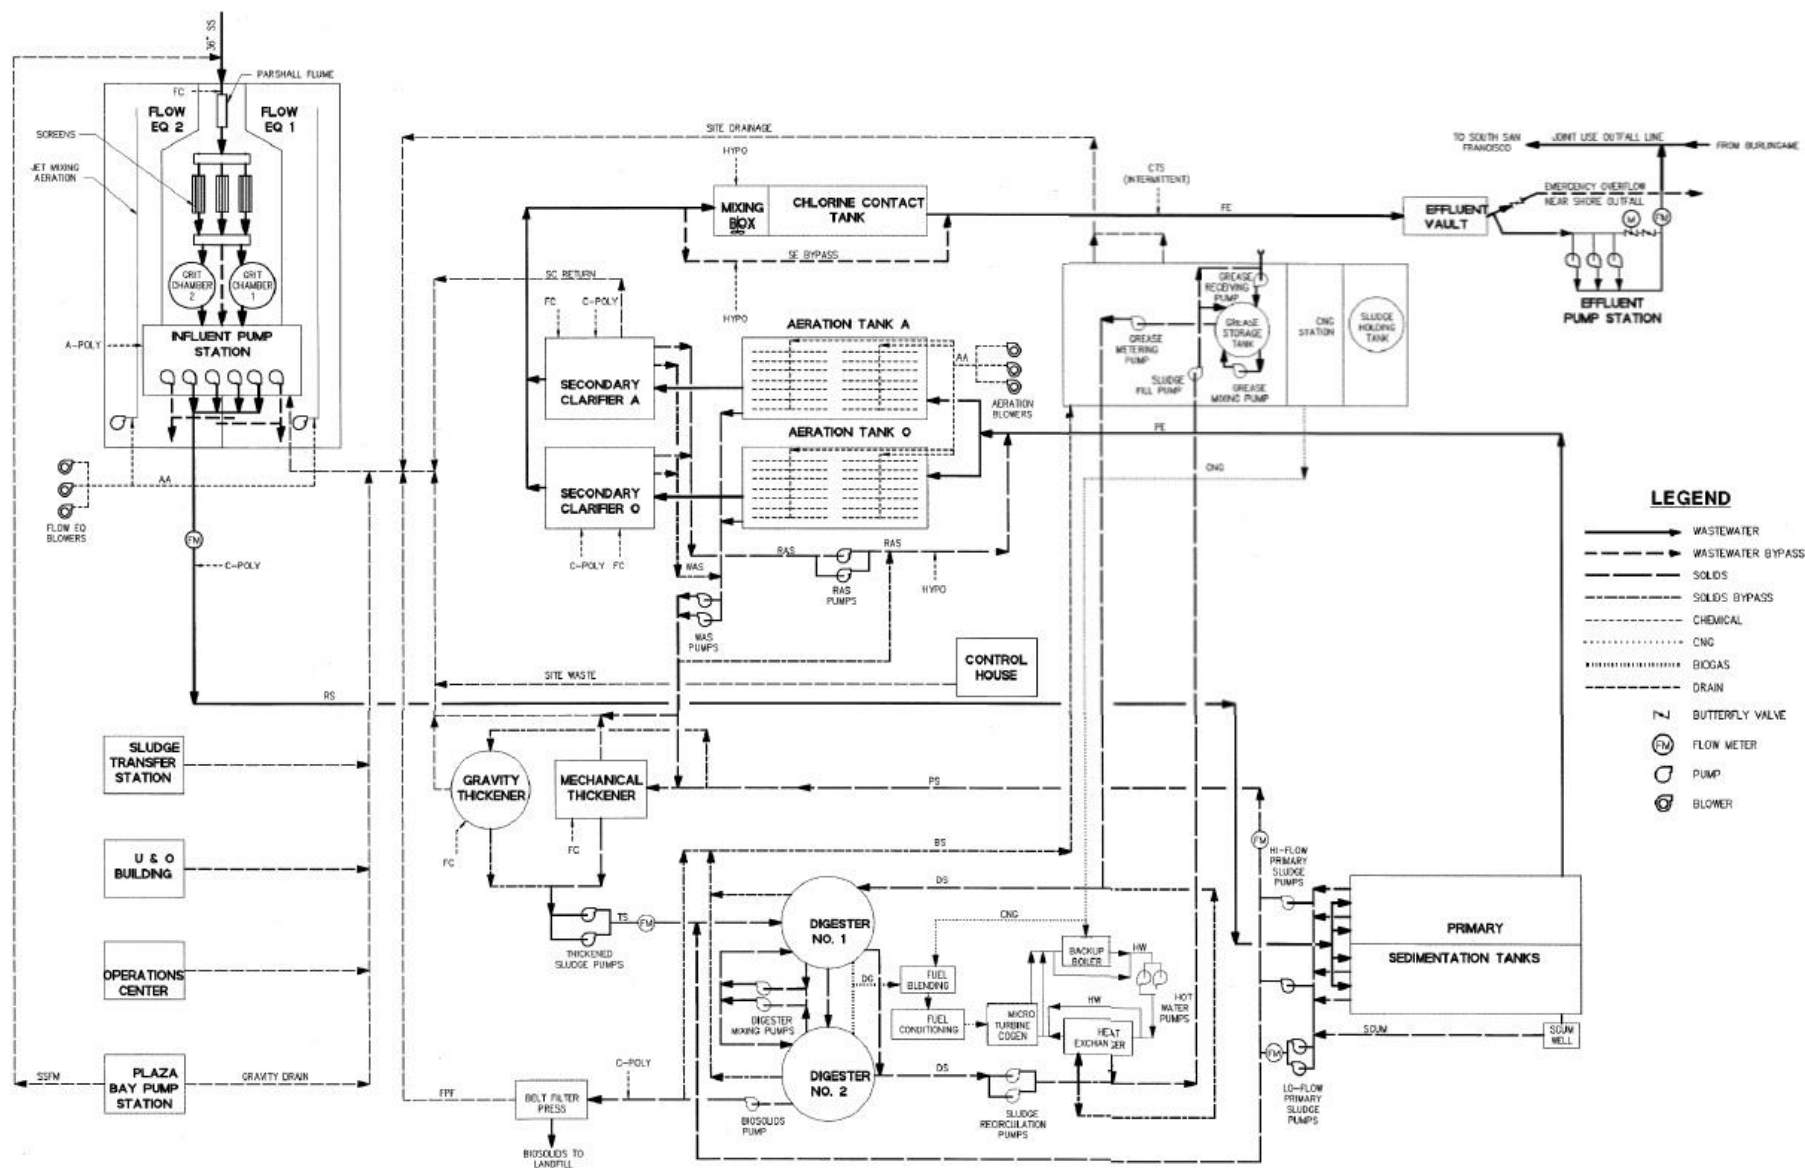 36" SS
PARSHALL FLUME
FC
FLOW
EQ 2
FLOW
EQ 1
SCREENS
JET MIXING
AERATION
GRIT
CHAMBER
2
GRIT
CHAMBER
1
INFLUENT PUMP
STATION
A-POLY
AA
FLOW EQ
BLOWERS
FM
C-POLY
RS
SITE DRAINAGE
HYPO
MIXING
BOX
CHLORINE CONTACT
TANK
SE BYPASS
HYPO
SC RETURN
FC
C-POLY
SECONDARY
CLARIFIER A
AERATION TANK A
AA
AERATION
BLOWERS
SECONDARY
CLARIFIER O
AERATION TANK O
C-POLY
FC
RAS
RAS
WAS
RAS
PUMPS
HYPO
WAS
PUMPS
CTS
(INTERMITTENT)
FE
EFFLUENT
VAULT
TO SOUTH SAN
FRANCISCO
JOINT USE OUTFALL LINE
FROM BURLINGAME
EMERGENCY OVERFLOW
NEAR SHORE OUTFALL
M
FM
EFFLUENT
PUMP STATION
GREASE
RECEIVING
PUMP
GREASE
STORAGE
TANK
GREASE
METERING
PUMP
SLUDGE
FILL PUMP
GREASE
MIXING PUMP
CNG
STATION
SLUDGE
HOLDING
TANK
PE
CNG
LEGEND
WASTEWATER
WASTEWATER BYPASS
SOLIDS
SOLIDS BYPASS
CHEMICAL
CNG
BIOGAS
DRAIN
BUTTERFLY VALVE
FM
FLOW METER
PUMP
BLOWER
CONTROL
HOUSE
SITE WASTE
SLUDGE
TRANSFER
STATION
U & O
BUILDING
OPERATIONS
CENTER
PLAZA
BAY PUMP
STATION
SSFM
GRAVITY DRAIN
GRAVITY
THICKENER
MECHANICAL
THICKENER
FC
FC
PS
BS
TS
FM
THICKENED
SLUDGE PUMPS
DIGESTER
NO. 1
DIGESTER
NO. 2
DIGESTER
MIXING PUMPS
DS
CNG
DG
FUEL
BLENDING
FUEL
CONDITIONING
MICRO
TURBINE
COGEN
BACKUP
BOILER
HW
HOT
WATER
PUMPS
HW
HEAT
EXCHANGER
DS
SLUDGE
RECIRCULATION
PUMPS
C-POLY
FPF
BELT FILTER
PRESS
BIOSOLIDS
PUMP
BIOSOLIDS TO
LANDFILL
FM
HI-FLOW
PRIMARY
SLUDGE
PUMPS
PRIMARY
SEDIMENTATION TANKS
SCUM
SCUM
WELL
FM
LO-FLOW
PRIMARY
SLUDGE
PUMPS